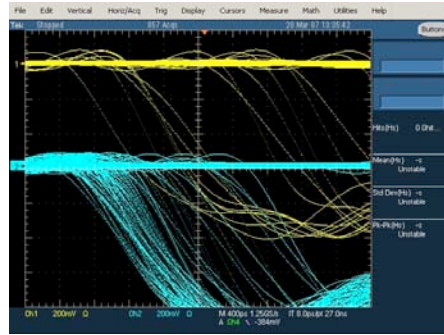 File Edit Vertical Horiz/Acq Trig Display Cursors Measure Math Utilities Help
Tek Stopped 857 Acqs 20 Mar 07 13:35:42
Buttons
Hits(Hs) 0.0hit
Mean(Hs) -s
Unstable
Std Dev(Hs) -s
Unstable
Pk-Pk(Hs) -s
Unstable
Ch1 200mV Ω Ch2 200mV Ω M 400ps 1.25GS/s IT 8.0ps/pt 27.0ns
A Ch4 -384mV